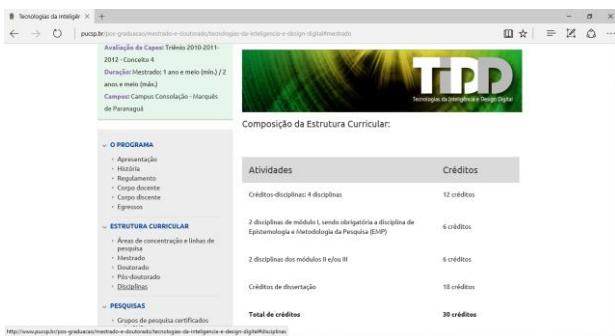 Tecnologias da Inteligên
pucsp.br/pos-graduacao/mestrado-e-doutorado/tecnologias-da-inteligencia-e-design-digital#mestrado
Avaliação da Capes: Triênio 2010-2011-
2012 - Conceito 4
Duração: Mestrado: 1 ano e meio (mín.) / 2
anos e meio (máx.)
Campus: Campus Consolação - Marquês
de Paranaguá
O PROGRAMA
Apresentação
História
Regulamento
Corpo docente
Corpo discente
Egressos
ESTRUTURA CURRICULAR
Áreas de concentração e linhas de
pesquisa
Mestrado
Doutorado
Pós-doutorado
Disciplinas
PESQUISAS
Grupos de pesquisa certificados
TIDD
Tecnologias da Inteligência e Design Digital
Composição da Estrutura Curricular:
Atividades Créditos
Créditos-disciplinas: 4 disciplinas 12 créditos
2 disciplinas de módulo I, sendo obrigatória a disciplina de
Epistemologia e Metodologia da Pesquisa (EMP) 6 créditos
2 disciplinas dos módulos II e/ou III 6 créditos
Créditos de dissertação 18 créditos
Total de créditos 30 créditos
http://www.pucsp.br/pos-graduacao/mestrado-e-doutorado/tecnologias-da-inteligencia-e-design-digital#disciplinas